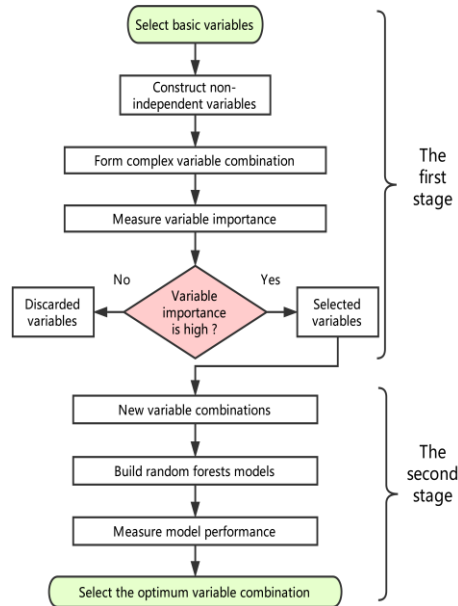 Select basic variables
Construct non-
independent variables
Form complex variable combination
Measure variable importance
The
first
stage
No
Yes
Discarded
variables
Variable
importance
is high ?
Selected
variables
New variable combinations
Build random forests models
Measure model performance
The
second
stage
Select the optimum variable combination